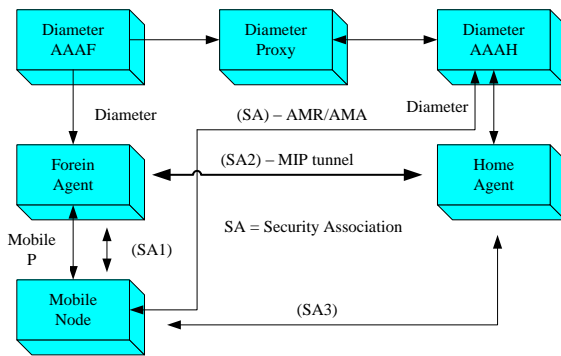 Diameter
AAAF
Diameter
Proxy
Diameter
AAAH
Diameter
(SA) – AMR/AMA
Diameter
Forein
Agent
(SA2) – MIP tunnel
Home
Agent
Mobile
P
(SA1)
SA = Security Association
Mobile
Node
(SA3)